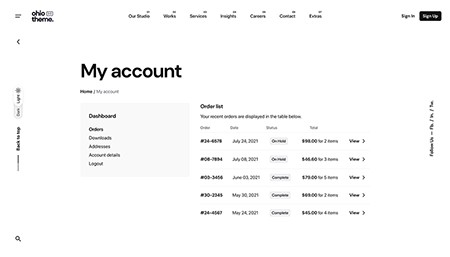 ohio
theme.
Our Studio 01
Works 02
Services 03
Insights
Careers
Contact
Extras
Sign In
Sign Up
My account
Home / My account
Dashboard
Orders
Downloads
Addresses
Account details
Logout
Order list
Your recent orders are displayed in the table below.
Order Date Status Total
#34-6578 July 24, 2021 On Hold $98.00 for 2 items View
#08-7894 July 08, 2021 On Hold $46.60 for 3 items View
#03-3456 June 03, 2021 Complete $79.00 for 5 items View
#30-2345 May 30, 2021 Complete $69.00 for 2 items View
#24-4587 May 24, 2021 Complete $45.00 for 4 items View
Dark Light
Back to top
Follow Us — Fb. / In. / Tw.